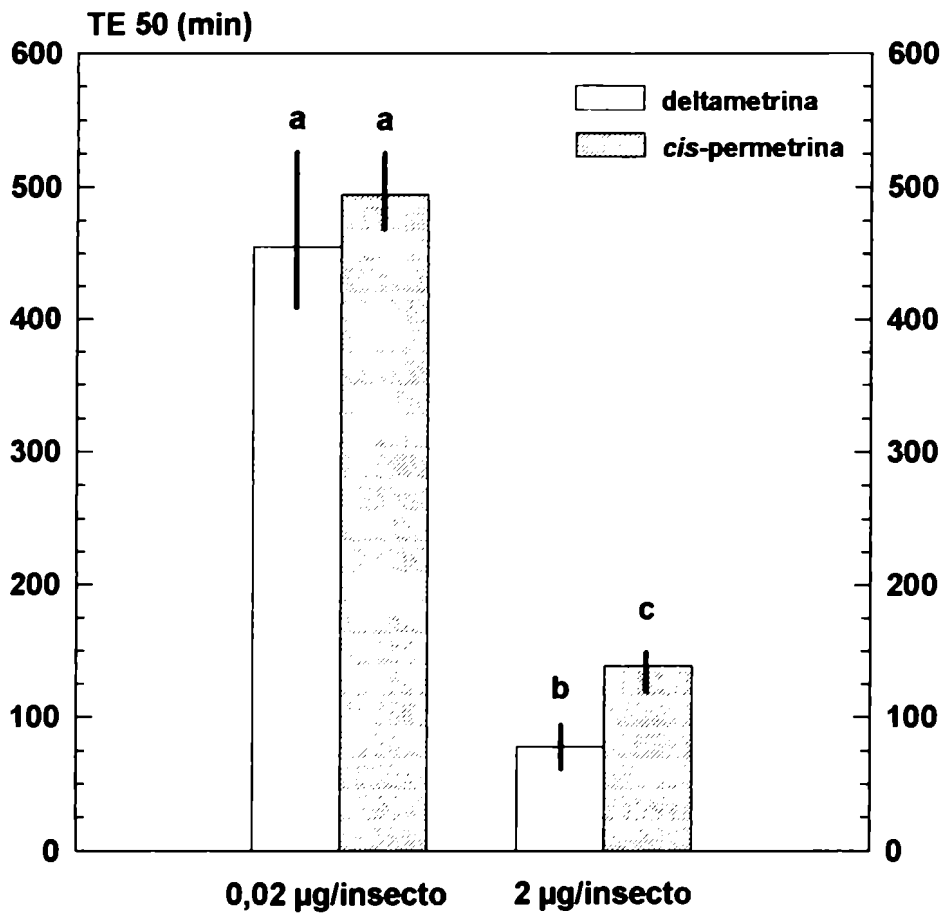 TE 50 (min)
600 600
deltametrina
a a
cis-permetrina
500 500
400 400
300 300
200 200
c
b
100 100
0 0
0,02 µg/insecto 2 µg/insecto